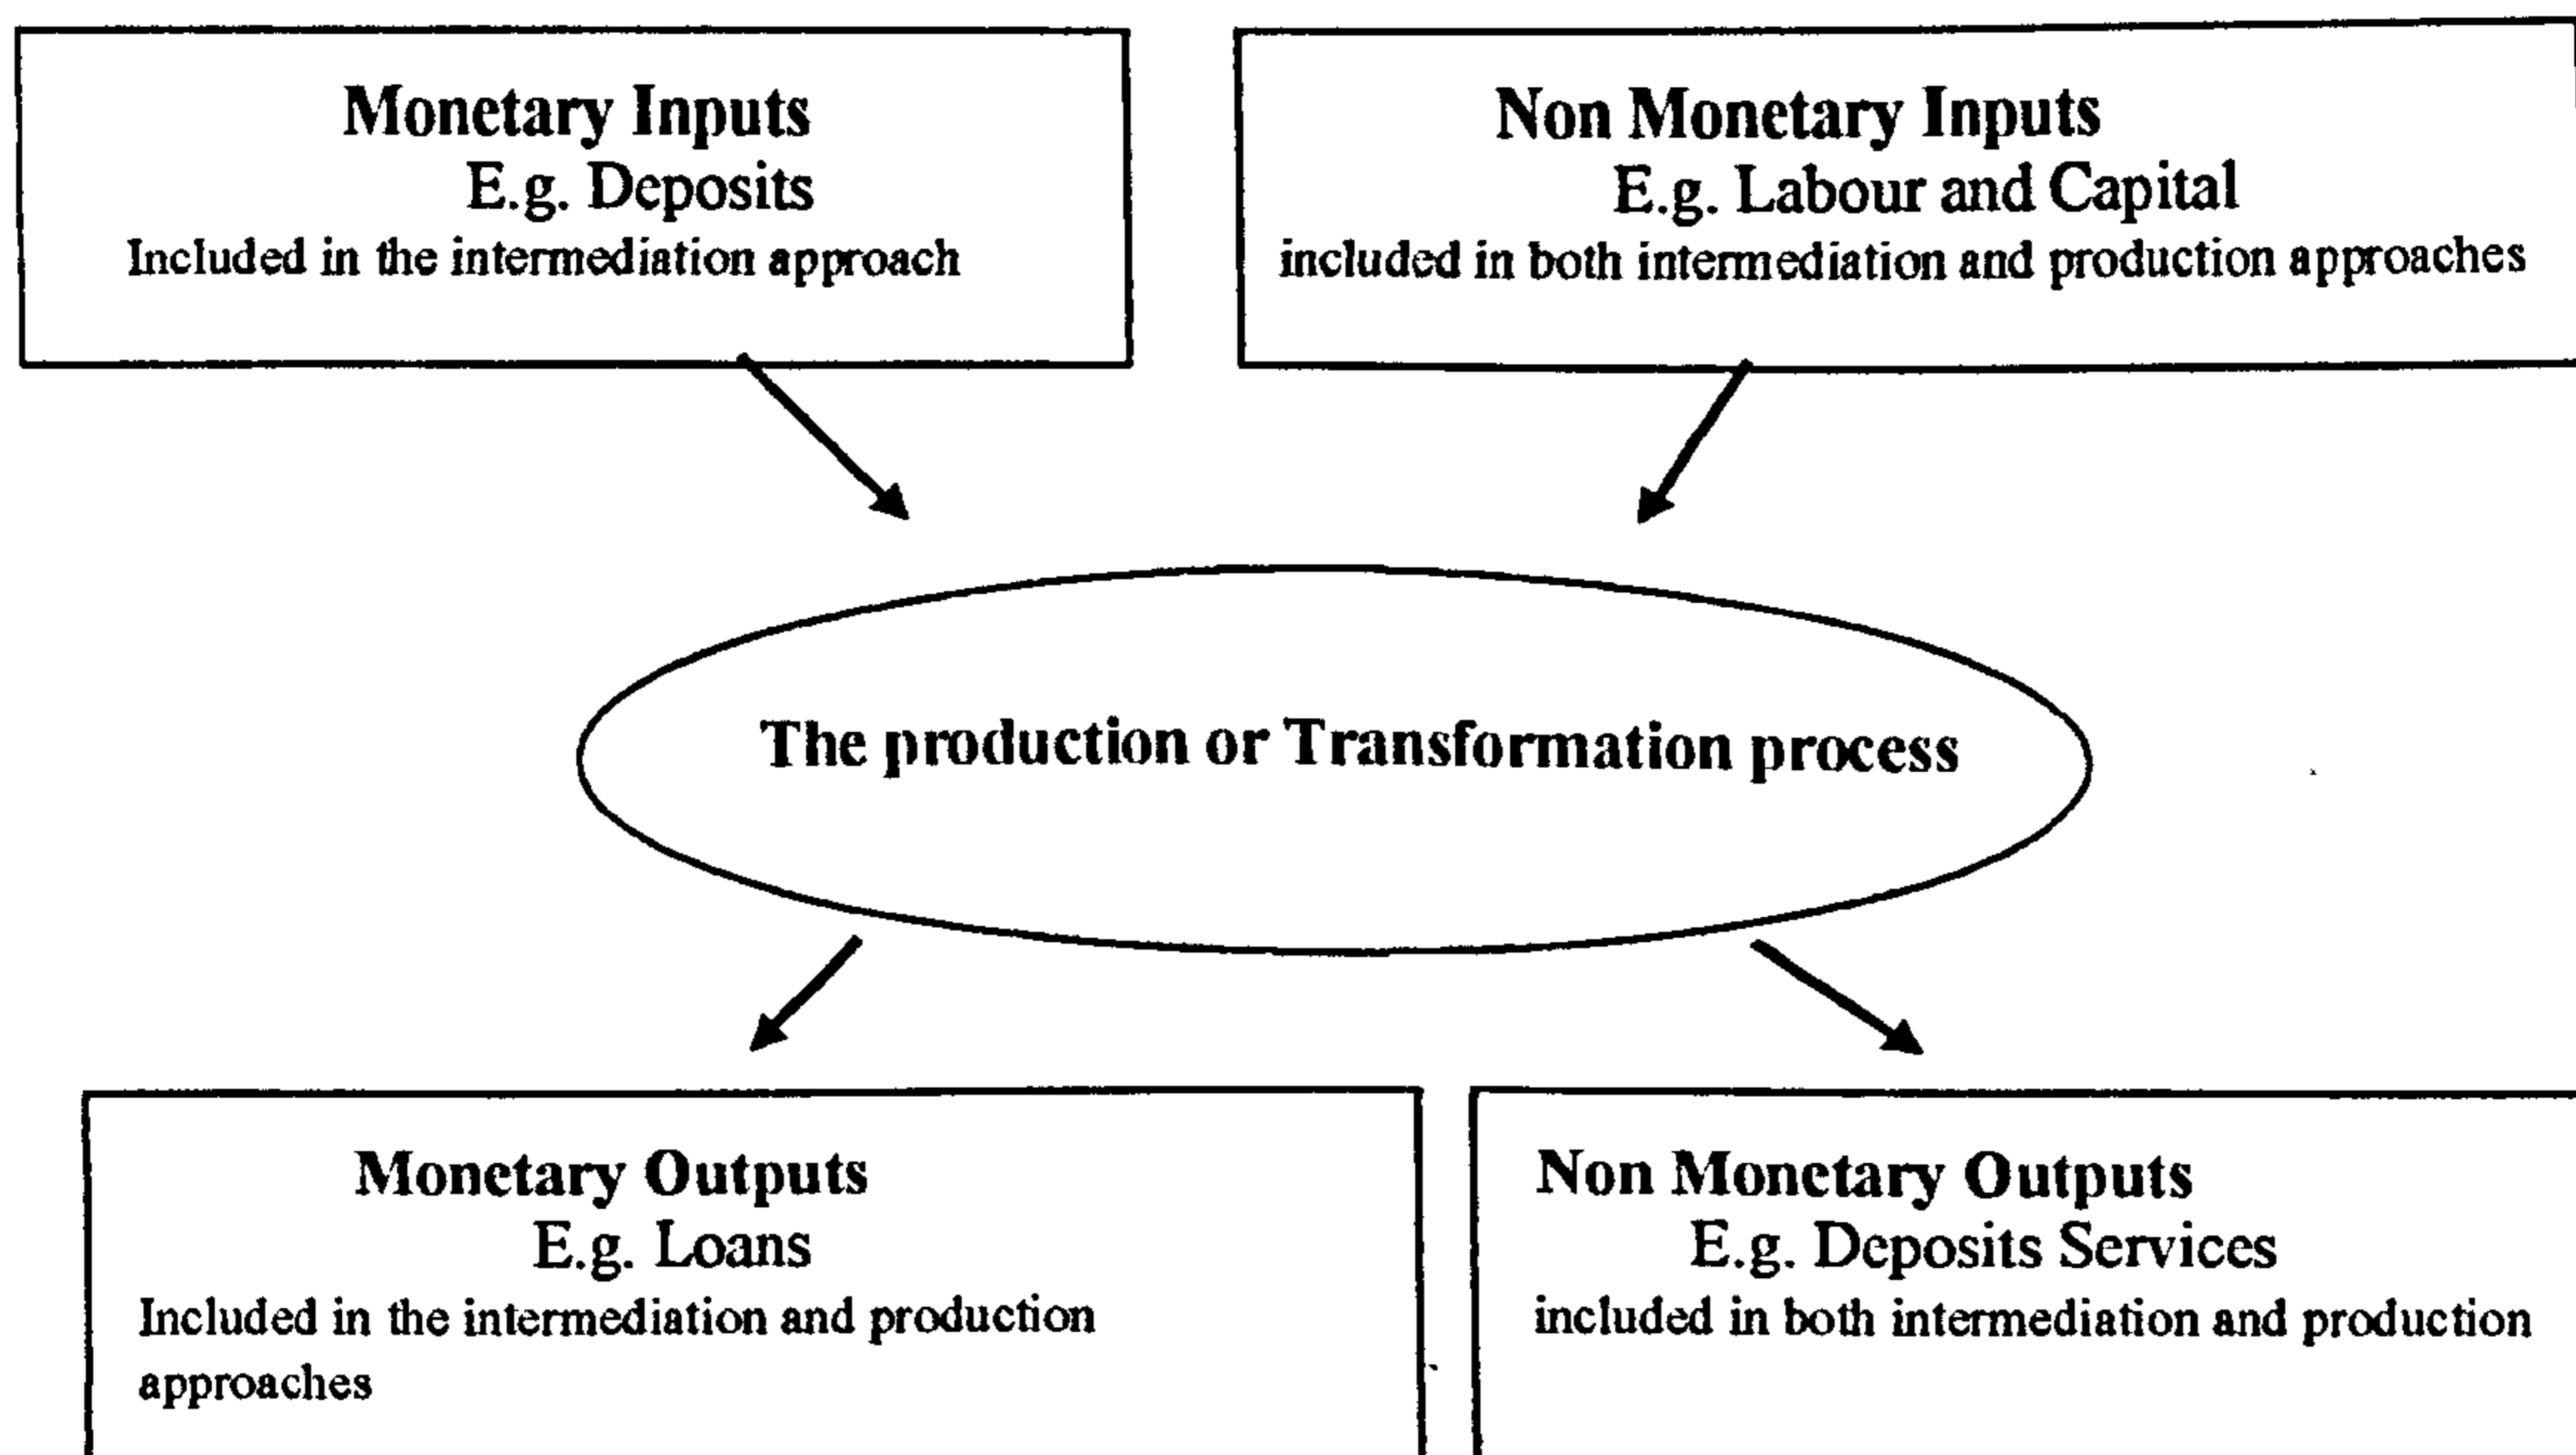 Monetary Inputs
E.g. Deposits
Included in the intermediation approach
Non Monetary Inputs
E.g. Labour and Capital
included in both intermediation and production approaches
The production or Transformation process
Monetary Outputs
E.g. Loans
Included in the intermediation and production
approaches
Non Monetary Outputs
E.g. Deposits Services
included in both intermediation and production